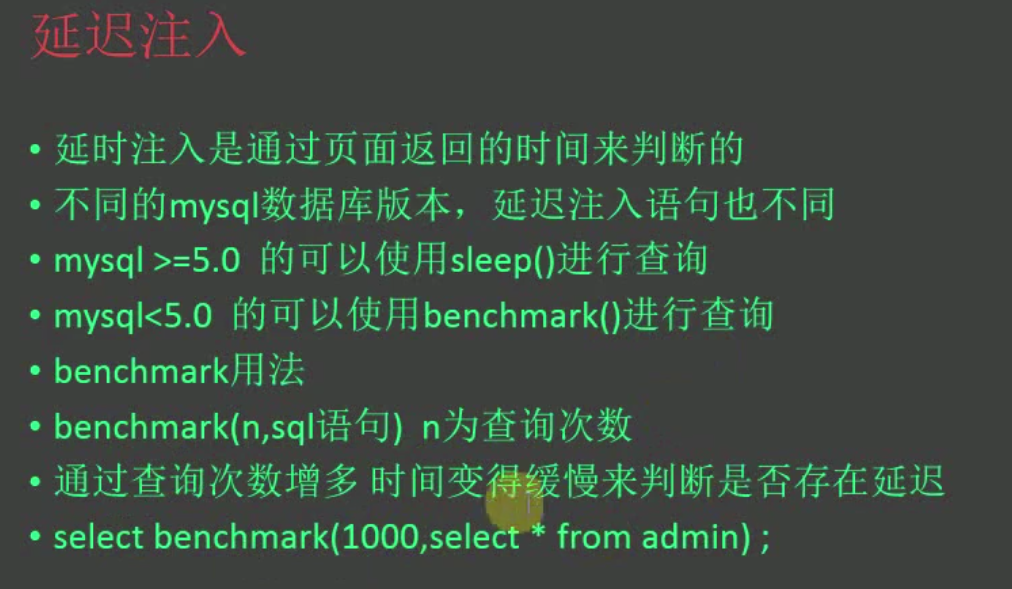 延迟注入
• 延时注入是通过页面返回的时间来判断的
• 不同的mysql数据库版本，延迟注入语句也不同
• mysql >=5.0 的可以使用sleep()进行查询
• mysql<5.0 的可以使用benchmark()进行查询
• benchmark用法
• benchmark(n,sql语句) n为查询次数
• 通过查询次数增多 时间变得缓慢来判断是否存在延迟
• select benchmark(1000,select * from admin) ;